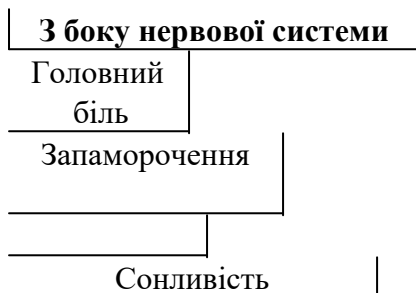 З боку нервової системи
Головний
біль
Запаморочення
Сонливість